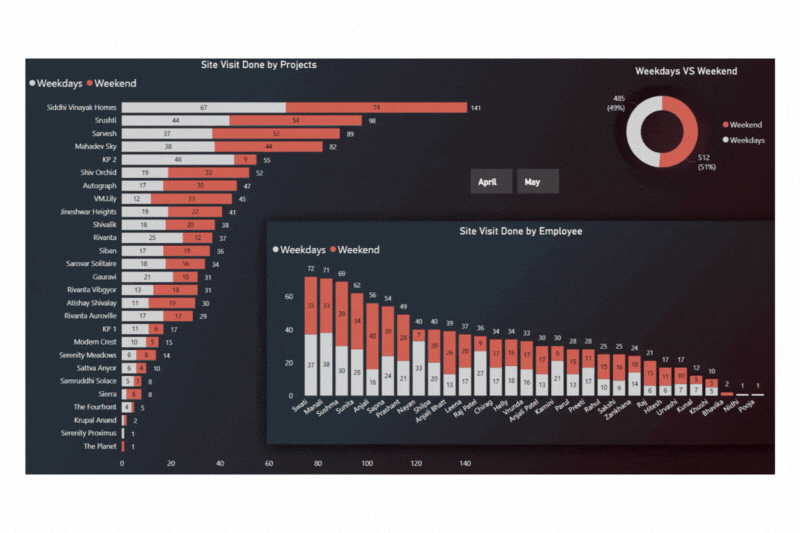 Site Visit Done by Projects
Weekdays Weekend
Siddhi Vinayak Homes 67 74 141
Srushti 44 54 98
Sarvesh 37 52 89
Mahadev Sky 38 44 82
KP 2 46 9 55
Shiv Orchid 19 33 52
Autograph 17 30 47
VM.Lily 12 33 45
Jineshwar Heights 19 22 41
Shivalik 18 20 38
Rivanta 25 12 37
Siban 17 19 36
Sarovar Solitaire 18 16 34
Gauravi 21 10 31
Rivanta Vibgyor 13 18 31
Atishay Shivalay 11 19 30
Rivanta Auroville 17 12 29
KP 1 11 6 17
Modern Crest 10 5 15
Serenity Meadows 6 8 14
Sattva Anyor 6 4 10
Samruddhi Solace 5 3 8
Sierra 6 8
The Fourfront 4 5
Krupal Anand 2
Serenity Proximus 1
The Planet 1
0 20 40 60 80 100 120 140
Weekdays VS Weekend
485
(49%)
512
(51%)
Weekend
Weekdays
April May
Site Visit Done by Employee
Weekdays Weekend
72 71 69 62 56 54 49 40 40 39 37 36 34 34 33 30 30 28 28 25 25 24 21 17 17 12 10 2 1 1
60
40
20
0
35 33 39 34 40 30 28 7 20 26 20 9 17 16 17 17 9 15 11 15 16 10 15 11 10 5 5
37 38 30 28 16 24 21 33 20 13 17 27 17 18 16 13 21 13 17 10 9 14 6 6 7 7 5
Swati Manali Sushma Sunita Anjali Sapna Prashant Nayan Shilpa Anjali Bhatt Leena Raj Patel Chirag Helly Vrunda Anjali Patel Kamini Parul Preeti Rahul Sakshi Zankhana Raj Hitesh Urvashi Kunal Khushi Bhavika Nidhi Pooja